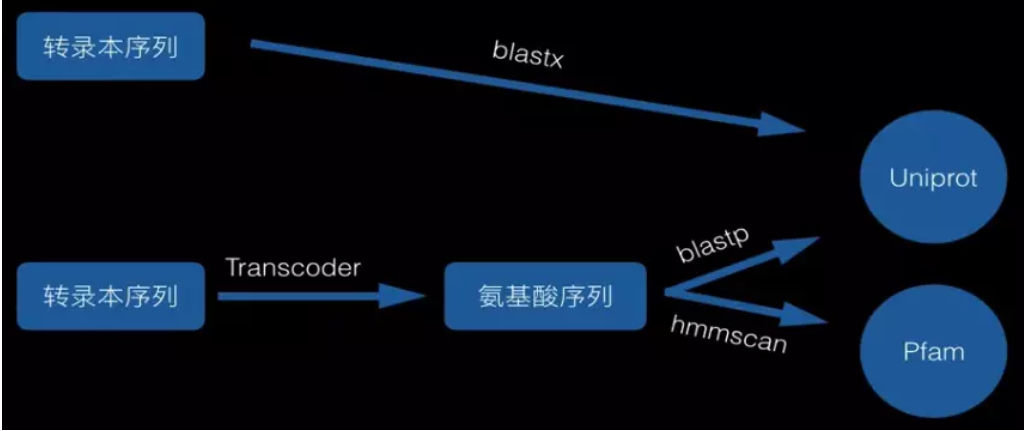 转录本序列
blastx
Uniprot
转录本序列
Transcoder
氨基酸序列
blastp
hmmscan
Pfam